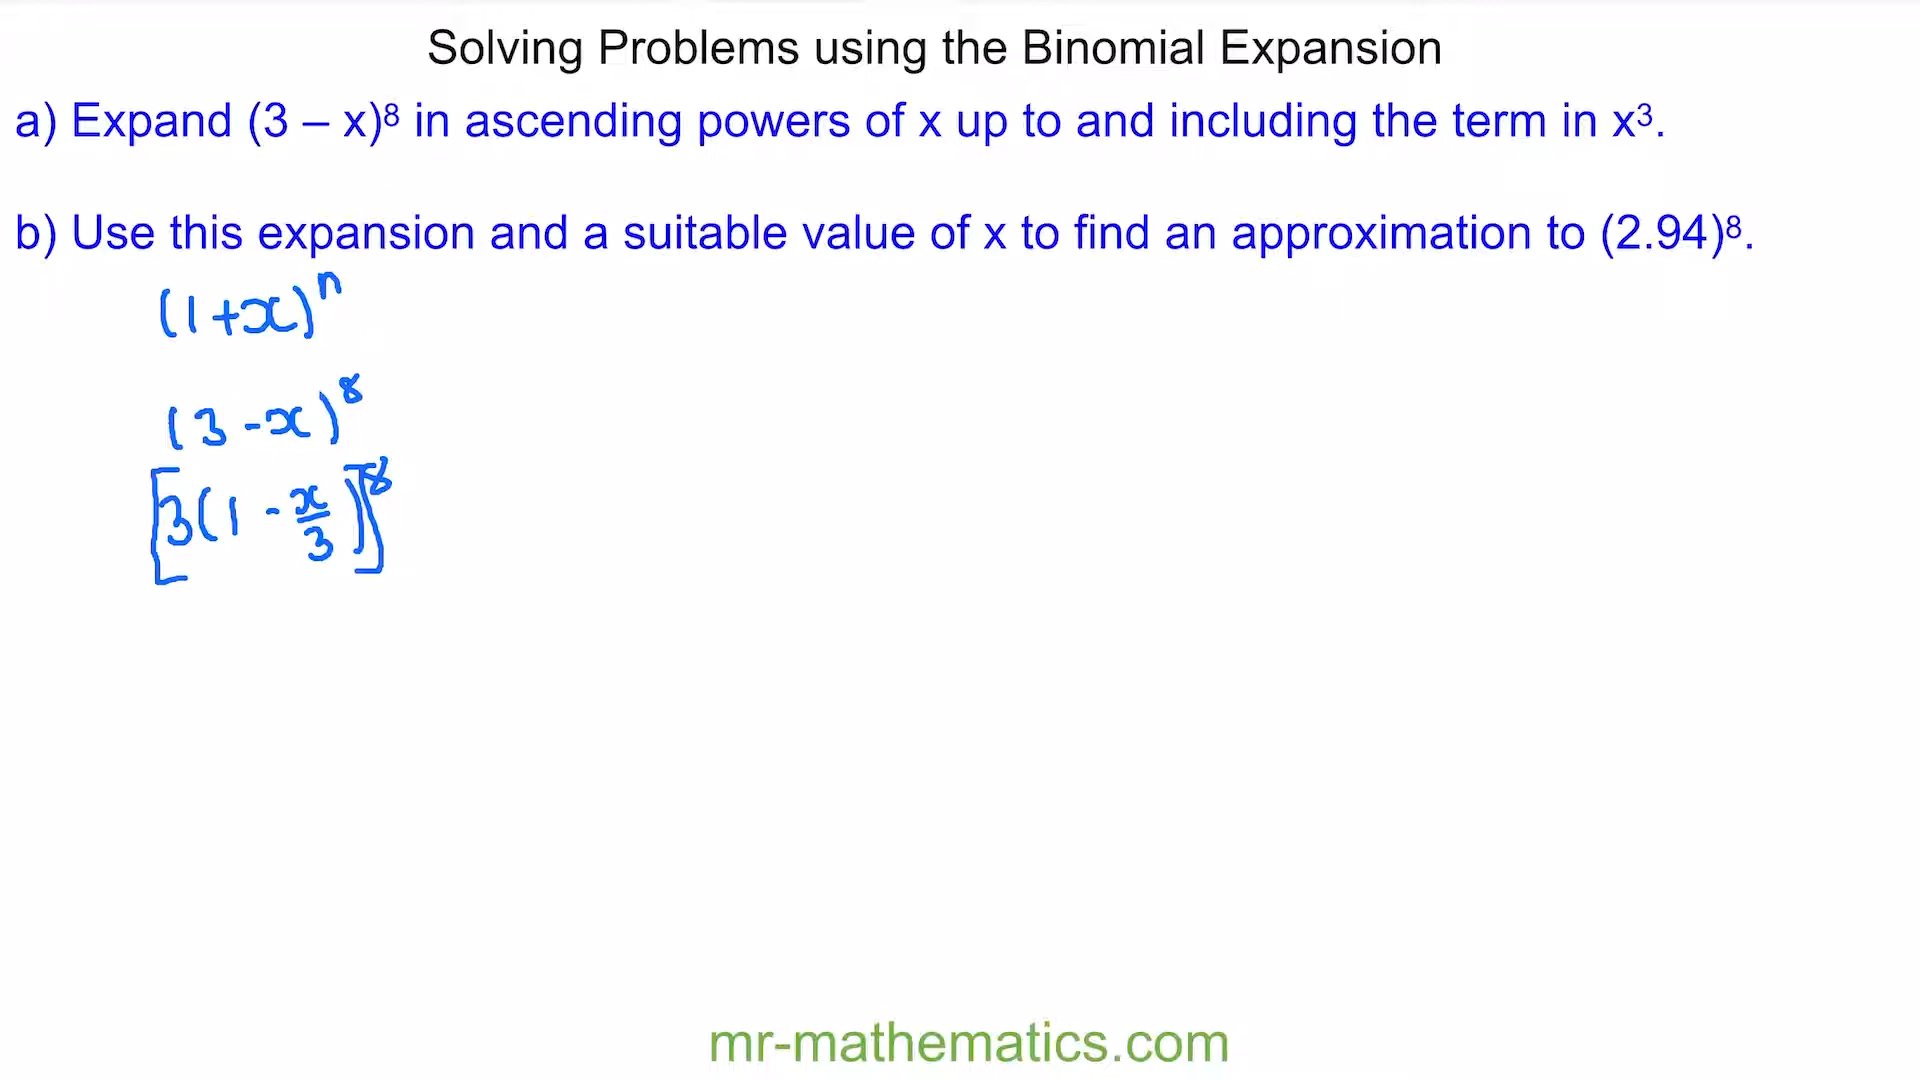 Solving Problems using the Binomial Expansion
a) Expand (3 – x)⁸ in ascending powers of x up to and including the term in x³.
b) Use this expansion and a suitable value of x to find an approximation to (2.94)⁸.
(1+x)ⁿ
(3-x)⁸
[3(1-x/3)]⁸
mr-mathematics.com